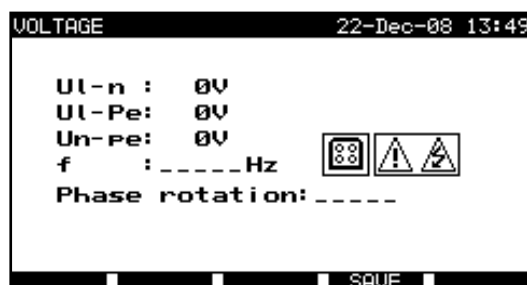 VOLTAGE 22-Dec-08 13:49
Ul-n : 0V
Ul-Pe: 0V
Un-pe: 0V
f :_____Hz
Phase rotation:_____
SAVE